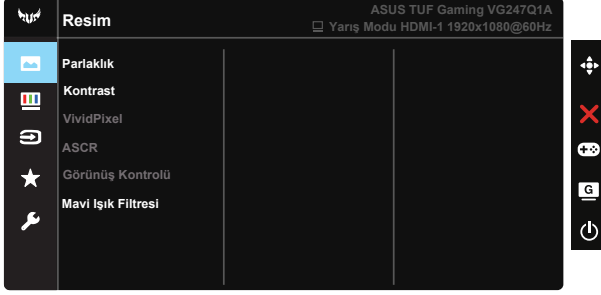 Resim
ASUS TUF Gaming VG247Q1A
Yarış Modu HDMI-1 1920x1080@60Hz
Parlaklık
Kontrast
VividPixel
ASCR
Görünüş Kontrolü
Mavi Işık Filtresi
G